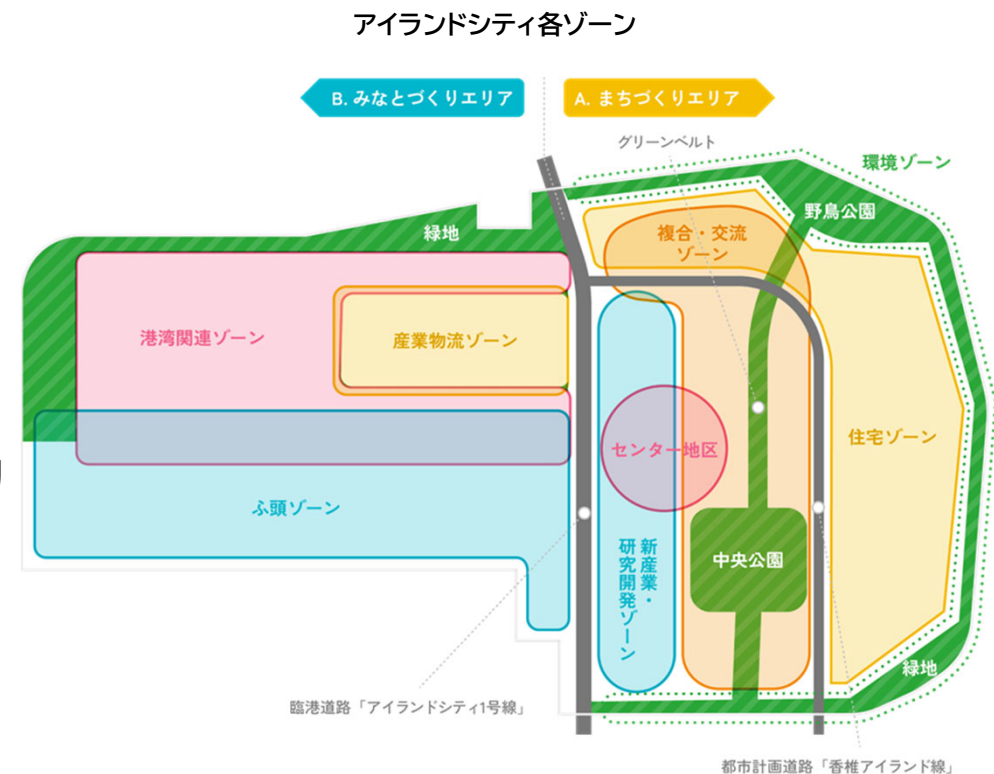 アイランドシティ各ゾーン
B. みなとづくりエリア
A. まちづくりエリア
グリーンベルト
環境ゾーン
野鳥公園
緑地
複合・交流
ゾーン
港湾関連ゾーン
産業物流ゾーン
センター地区
住宅ゾーン
ふ頭ゾーン
新産業・
研究開発ゾーン
中央公園
緑地
臨港道路「アイランドシティ1号線」
都市計画道路「香椎アイランド線」